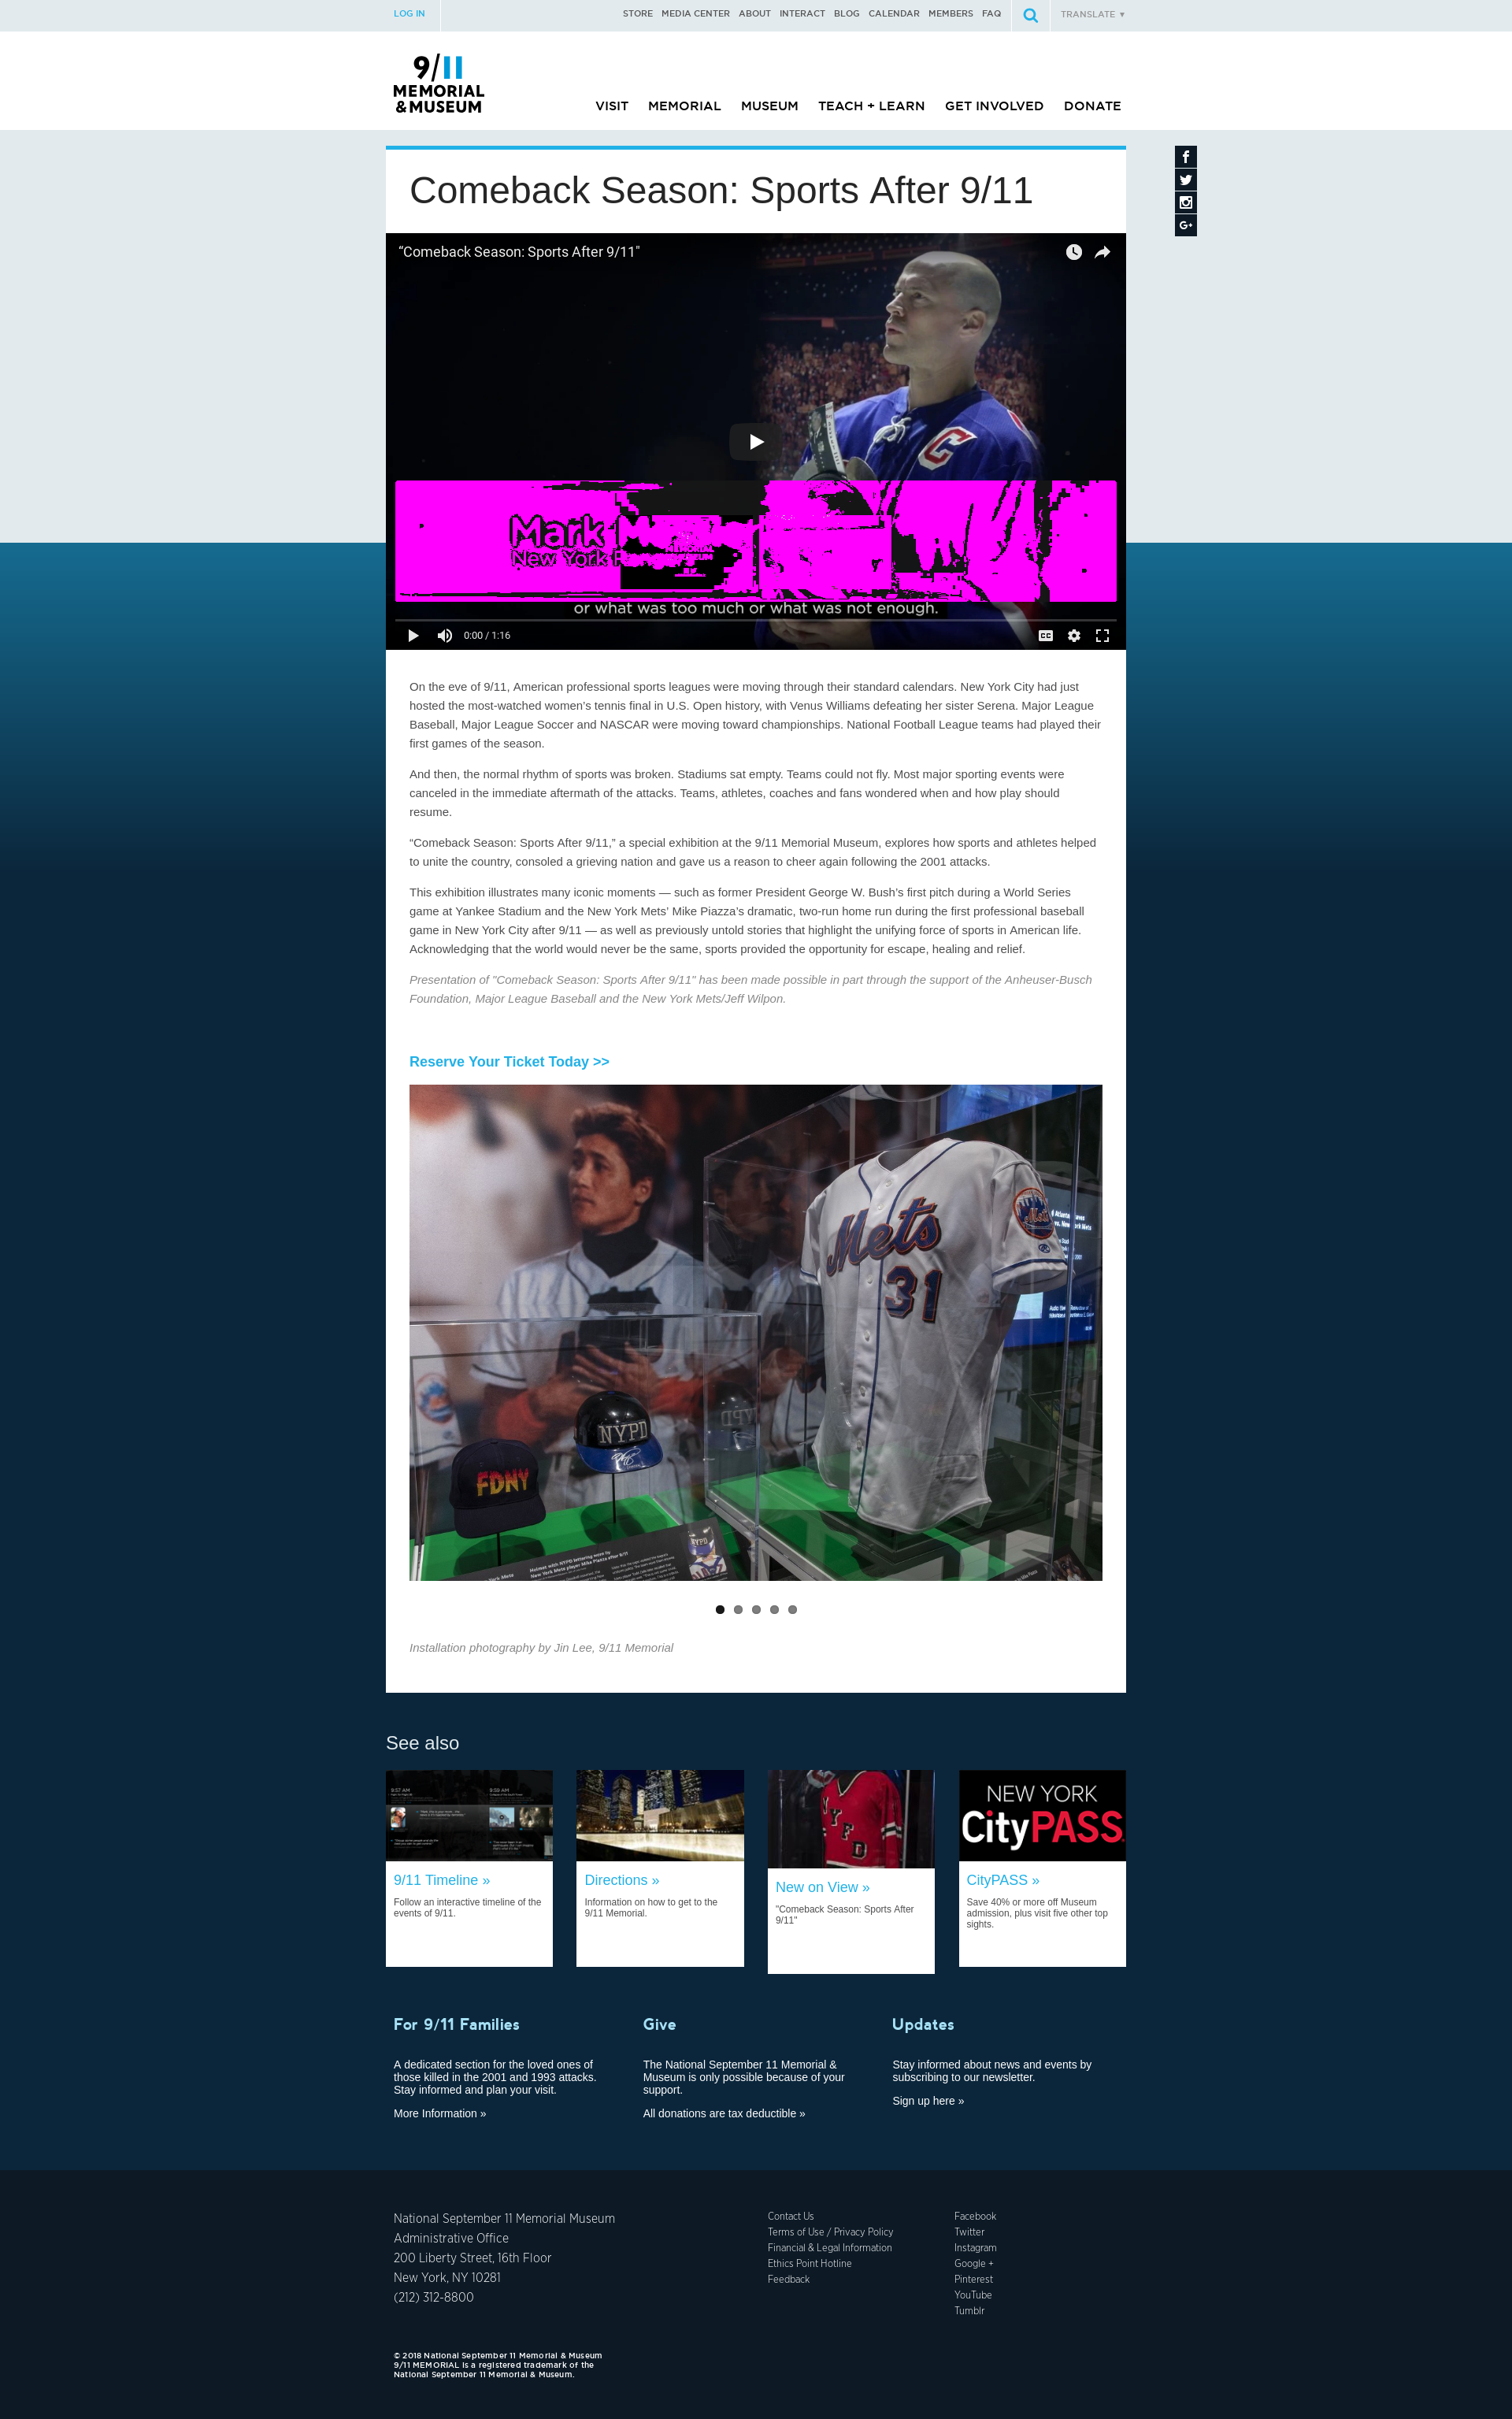 LOG IN
STORE MEDIA CENTER ABOUT INTERACT BLOG CALENDAR MEMBERS FAQ
TRANSLATE ▼
9/11
MEMORIAL
&MUSEUM
VISIT MEMORIAL MUSEUM TEACH + LEARN GET INVOLVED DONATE
Comeback Season: Sports After 9/11
“Comeback Season: Sports After 9/11"
C
Mark
New York
or what was too much or what was not enough.
0:00 / 1:16
CC
On the eve of 9/11, American professional sports leagues were moving through their standard calendars. New York City had just
hosted the most-watched women’s tennis final in U.S. Open history, with Venus Williams defeating her sister Serena. Major League
Baseball, Major League Soccer and NASCAR were moving toward championships. National Football League teams had played their
first games of the season.
And then, the normal rhythm of sports was broken. Stadiums sat empty. Teams could not fly. Most major sporting events were
canceled in the immediate aftermath of the attacks. Teams, athletes, coaches and fans wondered when and how play should
resume.
“Comeback Season: Sports After 9/11,” a special exhibition at the 9/11 Memorial Museum, explores how sports and athletes helped
to unite the country, consoled a grieving nation and gave us a reason to cheer again following the 2001 attacks.
This exhibition illustrates many iconic moments — such as former President George W. Bush’s first pitch during a World Series
game at Yankee Stadium and the New York Mets’ Mike Piazza’s dramatic, two-run home run during the first professional baseball
game in New York City after 9/11 — as well as previously untold stories that highlight the unifying force of sports in American life.
Acknowledging that the world would never be the same, sports provided the opportunity for escape, healing and relief.
Presentation of "Comeback Season: Sports After 9/11" has been made possible in part through the support of the Anheuser-Busch
Foundation, Major League Baseball and the New York Mets/Jeff Wilpon.
Reserve Your Ticket Today >>
Mets
31
NYPD
FDNY
Installation photography by Jin Lee, 9/11 Memorial
See also
NYFD
NEW YORK
CityPASS
9/11 Timeline »
Follow an interactive timeline of the
events of 9/11.
Directions »
Information on how to get to the
9/11 Memorial.
New on View »
"Comeback Season: Sports After
9/11"
CityPASS »
Save 40% or more off Museum
admission, plus visit five other top
sights.
For 9/11 Families
A dedicated section for the loved ones of
those killed in the 2001 and 1993 attacks.
Stay informed and plan your visit.
More Information »
Give
The National September 11 Memorial &
Museum is only possible because of your
support.
All donations are tax deductible »
Updates
Stay informed about news and events by
subscribing to our newsletter.
Sign up here »
National September 11 Memorial Museum
Administrative Office
200 Liberty Street, 16th Floor
New York, NY 10281
(212) 312-8800
Contact Us
Terms of Use / Privacy Policy
Financial & Legal Information
Ethics Point Hotline
Feedback
Facebook
Twitter
Instagram
Google +
Pinterest
YouTube
Tumblr
© 2018 National September 11 Memorial & Museum
9/11 MEMORIAL is a registered trademark of the
National September 11 Memorial & Museum.